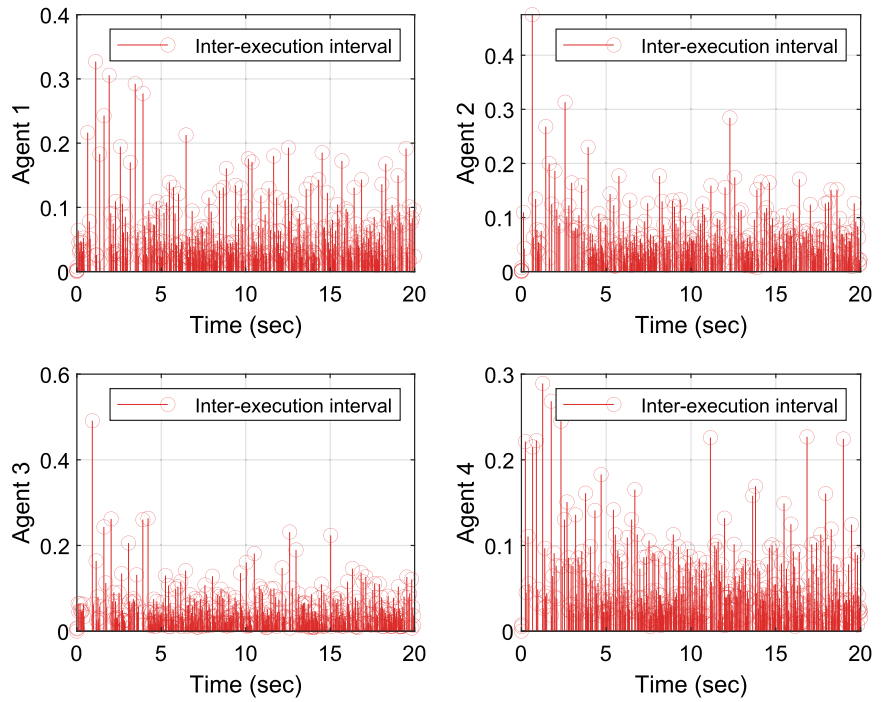 0.4
0.3
0.2
0.1
0
Agent 1
Inter-execution interval
0 5 10 15 20
Time (sec)
0.4
0.3
0.2
0.1
0
Agent 2
Inter-execution interval
0 5 10 15 20
Time (sec)
0.6
0.4
0.2
0
Agent 3
Inter-execution interval
0 5 10 15 20
Time (sec)
0.3
0.2
0.1
0
Agent 4
Inter-execution interval
0 5 10 15 20
Time (sec)